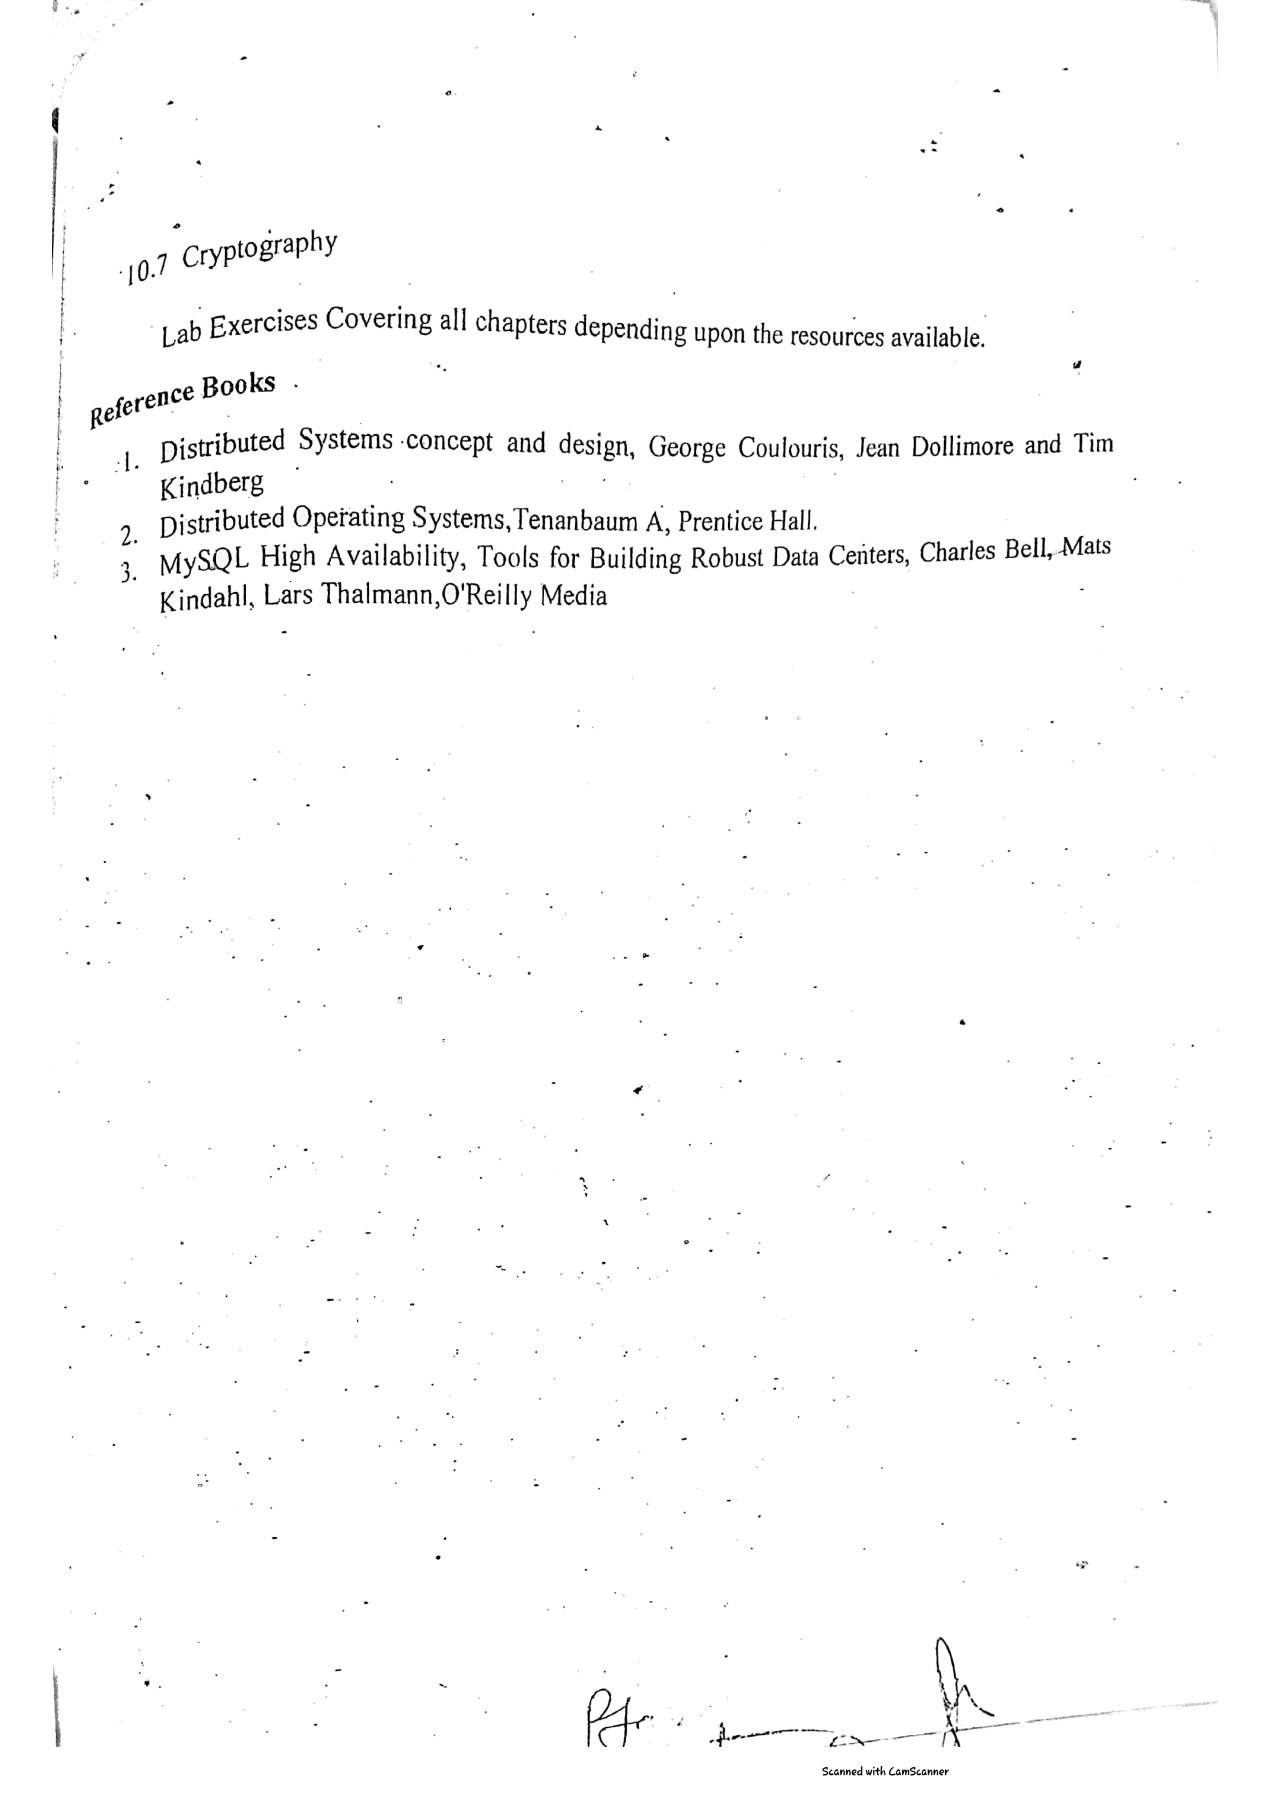 10.7 Cryptography
Lab Exercises Covering all chapters depending upon the resources available.
Reference Books
1. Distributed Systems concept and design, George Coulouris, Jean Dollimore and Tim
Kindberg
2. Distributed Operating Systems,Tenanbaum A, Prentice Hall.
3. MySQL High Availability, Tools for Building Robust Data Centers, Charles Bell, Mats
Kindahl, Lars Thalmann,O'Reilly Media
Scanned with CamScanner